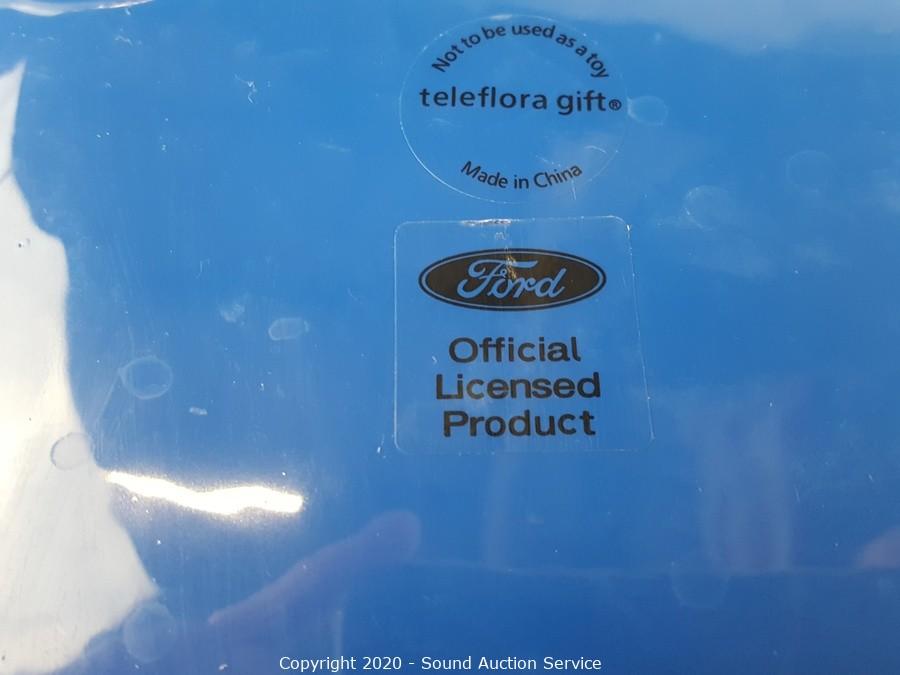 Not to be used as a toy
teleflora gift®
Made in China
Ford
Official
Licensed
Product
Copyright 2020 - Sound Auction Service